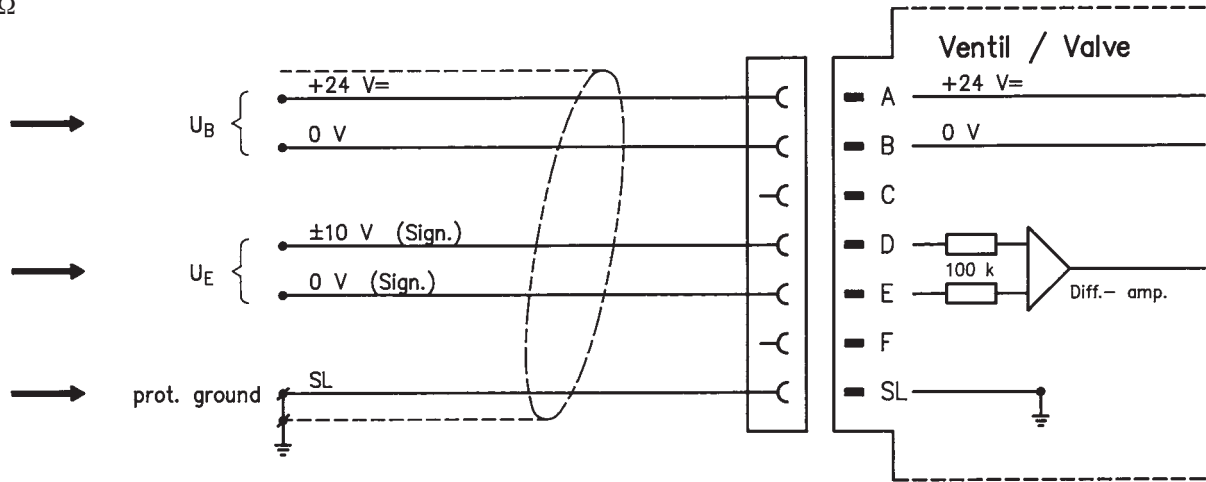 Ω
Ventil / Valve
U_B
+24 V=
0 V
A
+24 V=
B
0 V
C
U_E
±10 V (Sign.)
0 V (Sign.)
D
100 k
E
Diff.– amp.
F
prot. ground
SL
SL